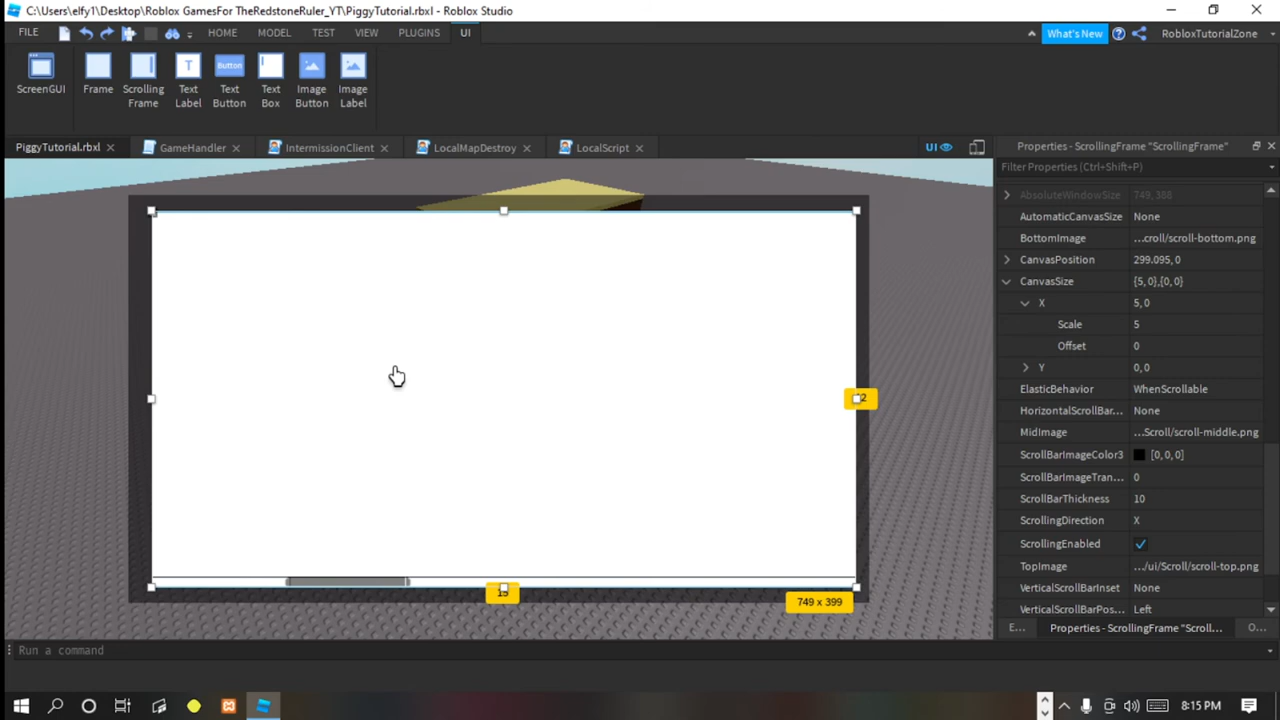 C:\Users\elfy1\Desktop\Roblox GamesFor TheRedstoneRuler_YT\PiggyTutorial.rbxl - Roblox Studio
FILE HOME MODEL TEST VIEW PLUGINS UI What's New RobloxTutorialZone
ScreenGUI Frame Scrolling Frame Text Label Text Button Text Box Image Button Image Label
T Button
PiggyTutorial.rbxl GameHandler IntermissionClient LocalMapDestroy LocalScript UI
Properties - ScrollingFrame "ScrollingFrame"
Filter Properties (Ctrl+Shift+P)
AbsoluteWindowSize 749, 388
AutomaticCanvasSize None
BottomImage ...croll/scroll-bottom.png
CanvasPosition 299.095, 0
CanvasSize {5, 0},{0, 0}
X 5, 0
Scale 5
Offset 0
Y 0, 0
ElasticBehavior WhenScrollable
HorizontalScrollBar... None
MidImage ...Scroll/scroll-middle.png
ScrollBarImageColor3 [0, 0, 0]
ScrollBarImageTran... 0
ScrollBarThickness 10
ScrollingDirection X
ScrollingEnabled
TopImage .../ui/Scroll/scroll-top.png
VerticalScrollBarInset None
VerticalScrollBarPos... Left
749 x 399
E... Properties - ScrollingFrame "Scroll... O...
Run a command
8:15 PM